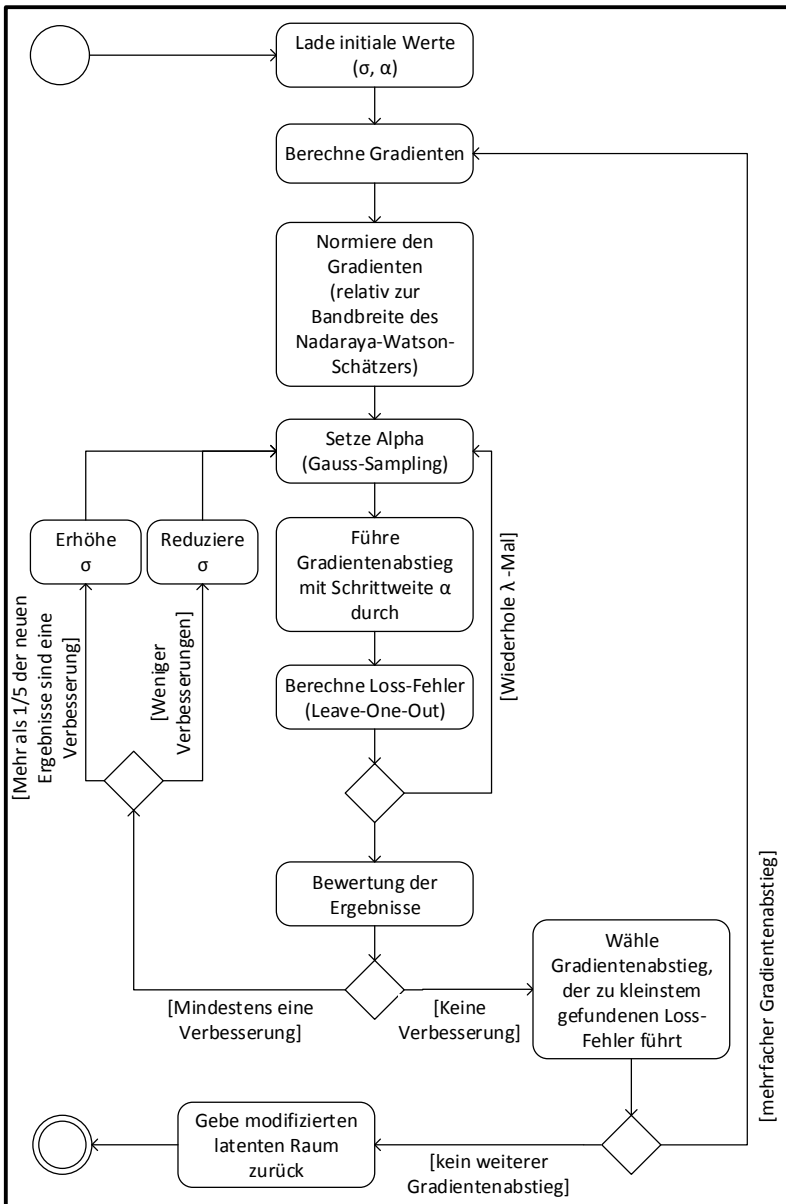 Lade initiale Werte
(σ, α)
Berechne Gradienten
Normiere den
Gradienten
(relativ zur
Bandbreite des
Nadaraya-Watson-
Schätzers)
Setze Alpha
(Gauss-Sampling)
Erhöhe
σ
Reduziere
σ
Führe
Gradientenabstieg
mit Schrittweite α
durch
[Wiederhole λ -Mal]
[Mehr als 1/5 der neuen
Ergebnisse sind eine
Verbesserung]
[Weniger
Verbesserungen]
Berechne Loss-Fehler
(Leave-One-Out)
Bewertung der
Ergebnisse
[Mindestens eine
Verbesserung]
[Keine
Verbesserung]
Wähle
Gradientenabstieg,
der zu kleinstem
gefundenen Loss-
Fehler führt
[mehrfacher Gradientenabstieg]
[kein weiterer
Gradientenabstieg]
Gebe modifizierten
latenten Raum
zurück